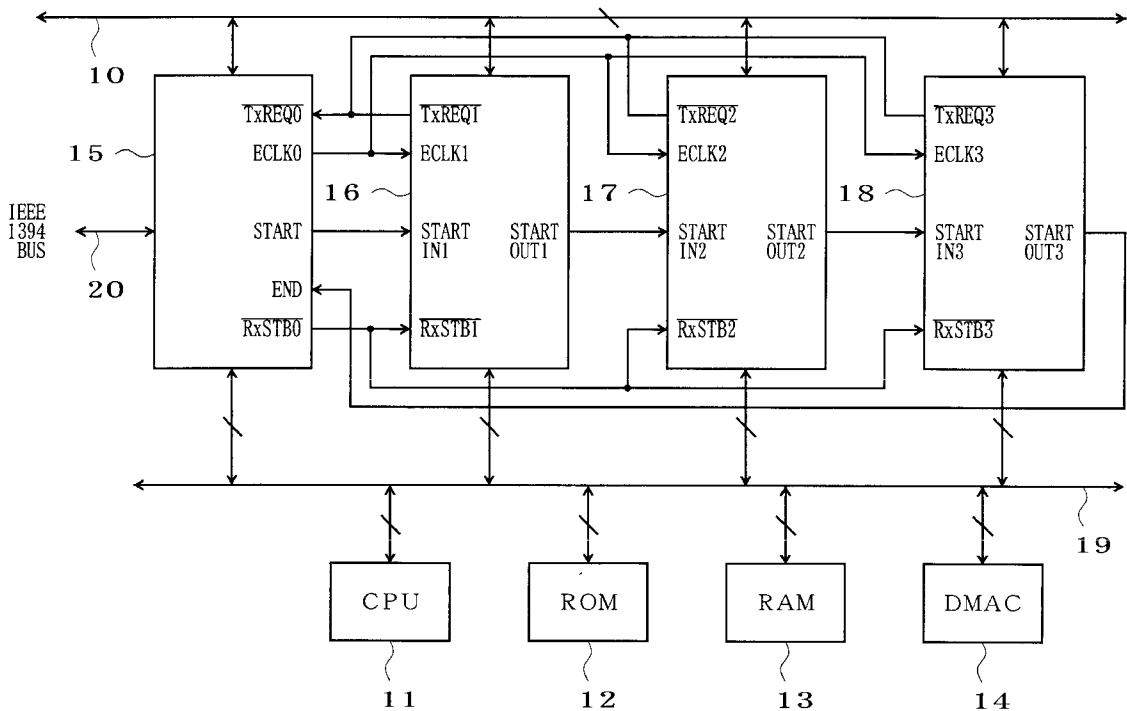 10
15
TxREQ0
ECLK0
START
END
RxSTB0
IEEE
1394
BUS
20
16
TxREQ1
ECLK1
START
IN1
START
OUT1
RxSTB1
17
TxREQ2
ECLK2
START
IN2
START
OUT2
RxSTB2
18
TxREQ3
ECLK3
START
IN3
START
OUT3
RxSTB3
19
CPU
ROM
RAM
DMAC
11
12
13
14